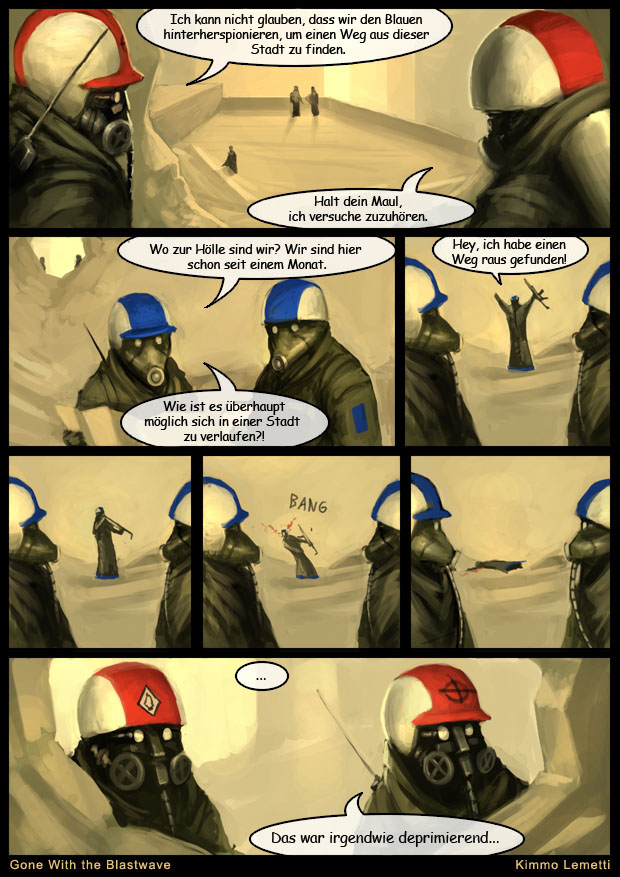 Ich kann nicht glauben, dass wir den Blauen
hinterherspionieren, um einen Weg aus dieser
Stadt zu finden.
Halt dein Maul,
ich versuche zuzuhören.
Wo zur Hölle sind wir? Wir sind hier
schon seit einem Monat.
Wie ist es überhaupt
möglich sich in einer Stadt
zu verlaufen?!
Hey, ich habe einen
Weg raus gefunden!
BANG
...
Das war irgendwie deprimierend...
Gone With the Blastwave
Kimmo Lemetti